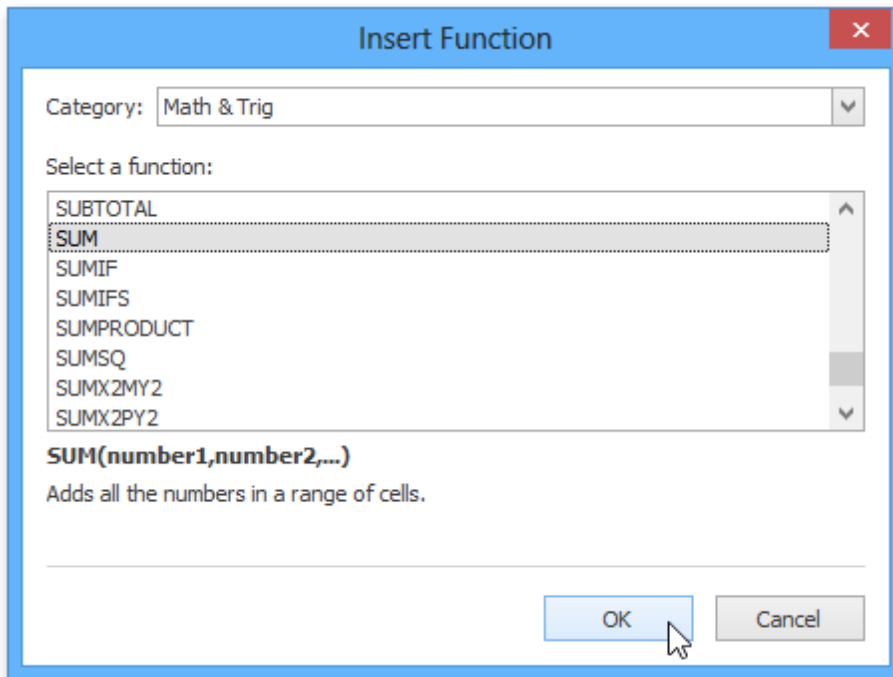 Insert Function
Category: Math & Trig
Select a function:
SUBTOTAL
SUM
SUMIF
SUMIFS
SUMPRODUCT
SUMSQ
SUMX2MY2
SUMX2PY2
SUM(number1,number2,...)
Adds all the numbers in a range of cells.
OK Cancel